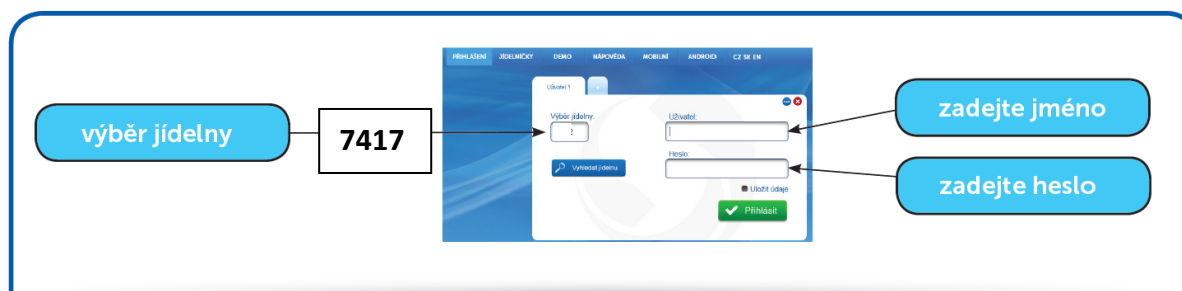 PŘIHLÁŠENÍ JÍDELNÍČKY DEMO NÁPOVĚDA MOBILNÍ ANDROID CZ SK EN
Uživatel 1 +
výběr jídelny
7417
Výběr jídelny:
Vyhledat jídelnu
Uživatel:
Heslo:
Uložit údaje
Přihlásit
zadejte jméno
zadejte heslo